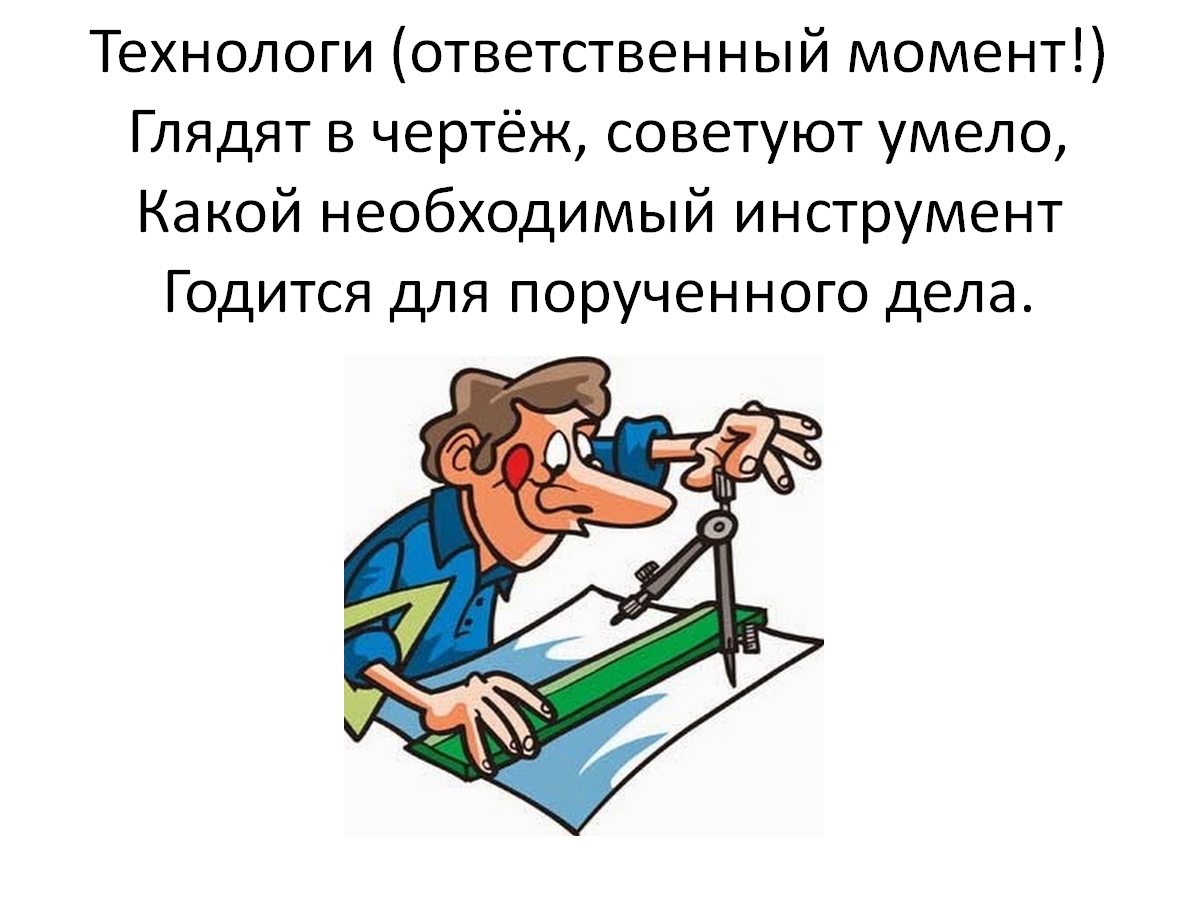 Технологи (ответственный момент!)
Глядят в чертёж, советуют умело,
Какой необходимый инструмент
Годится для порученного дела.